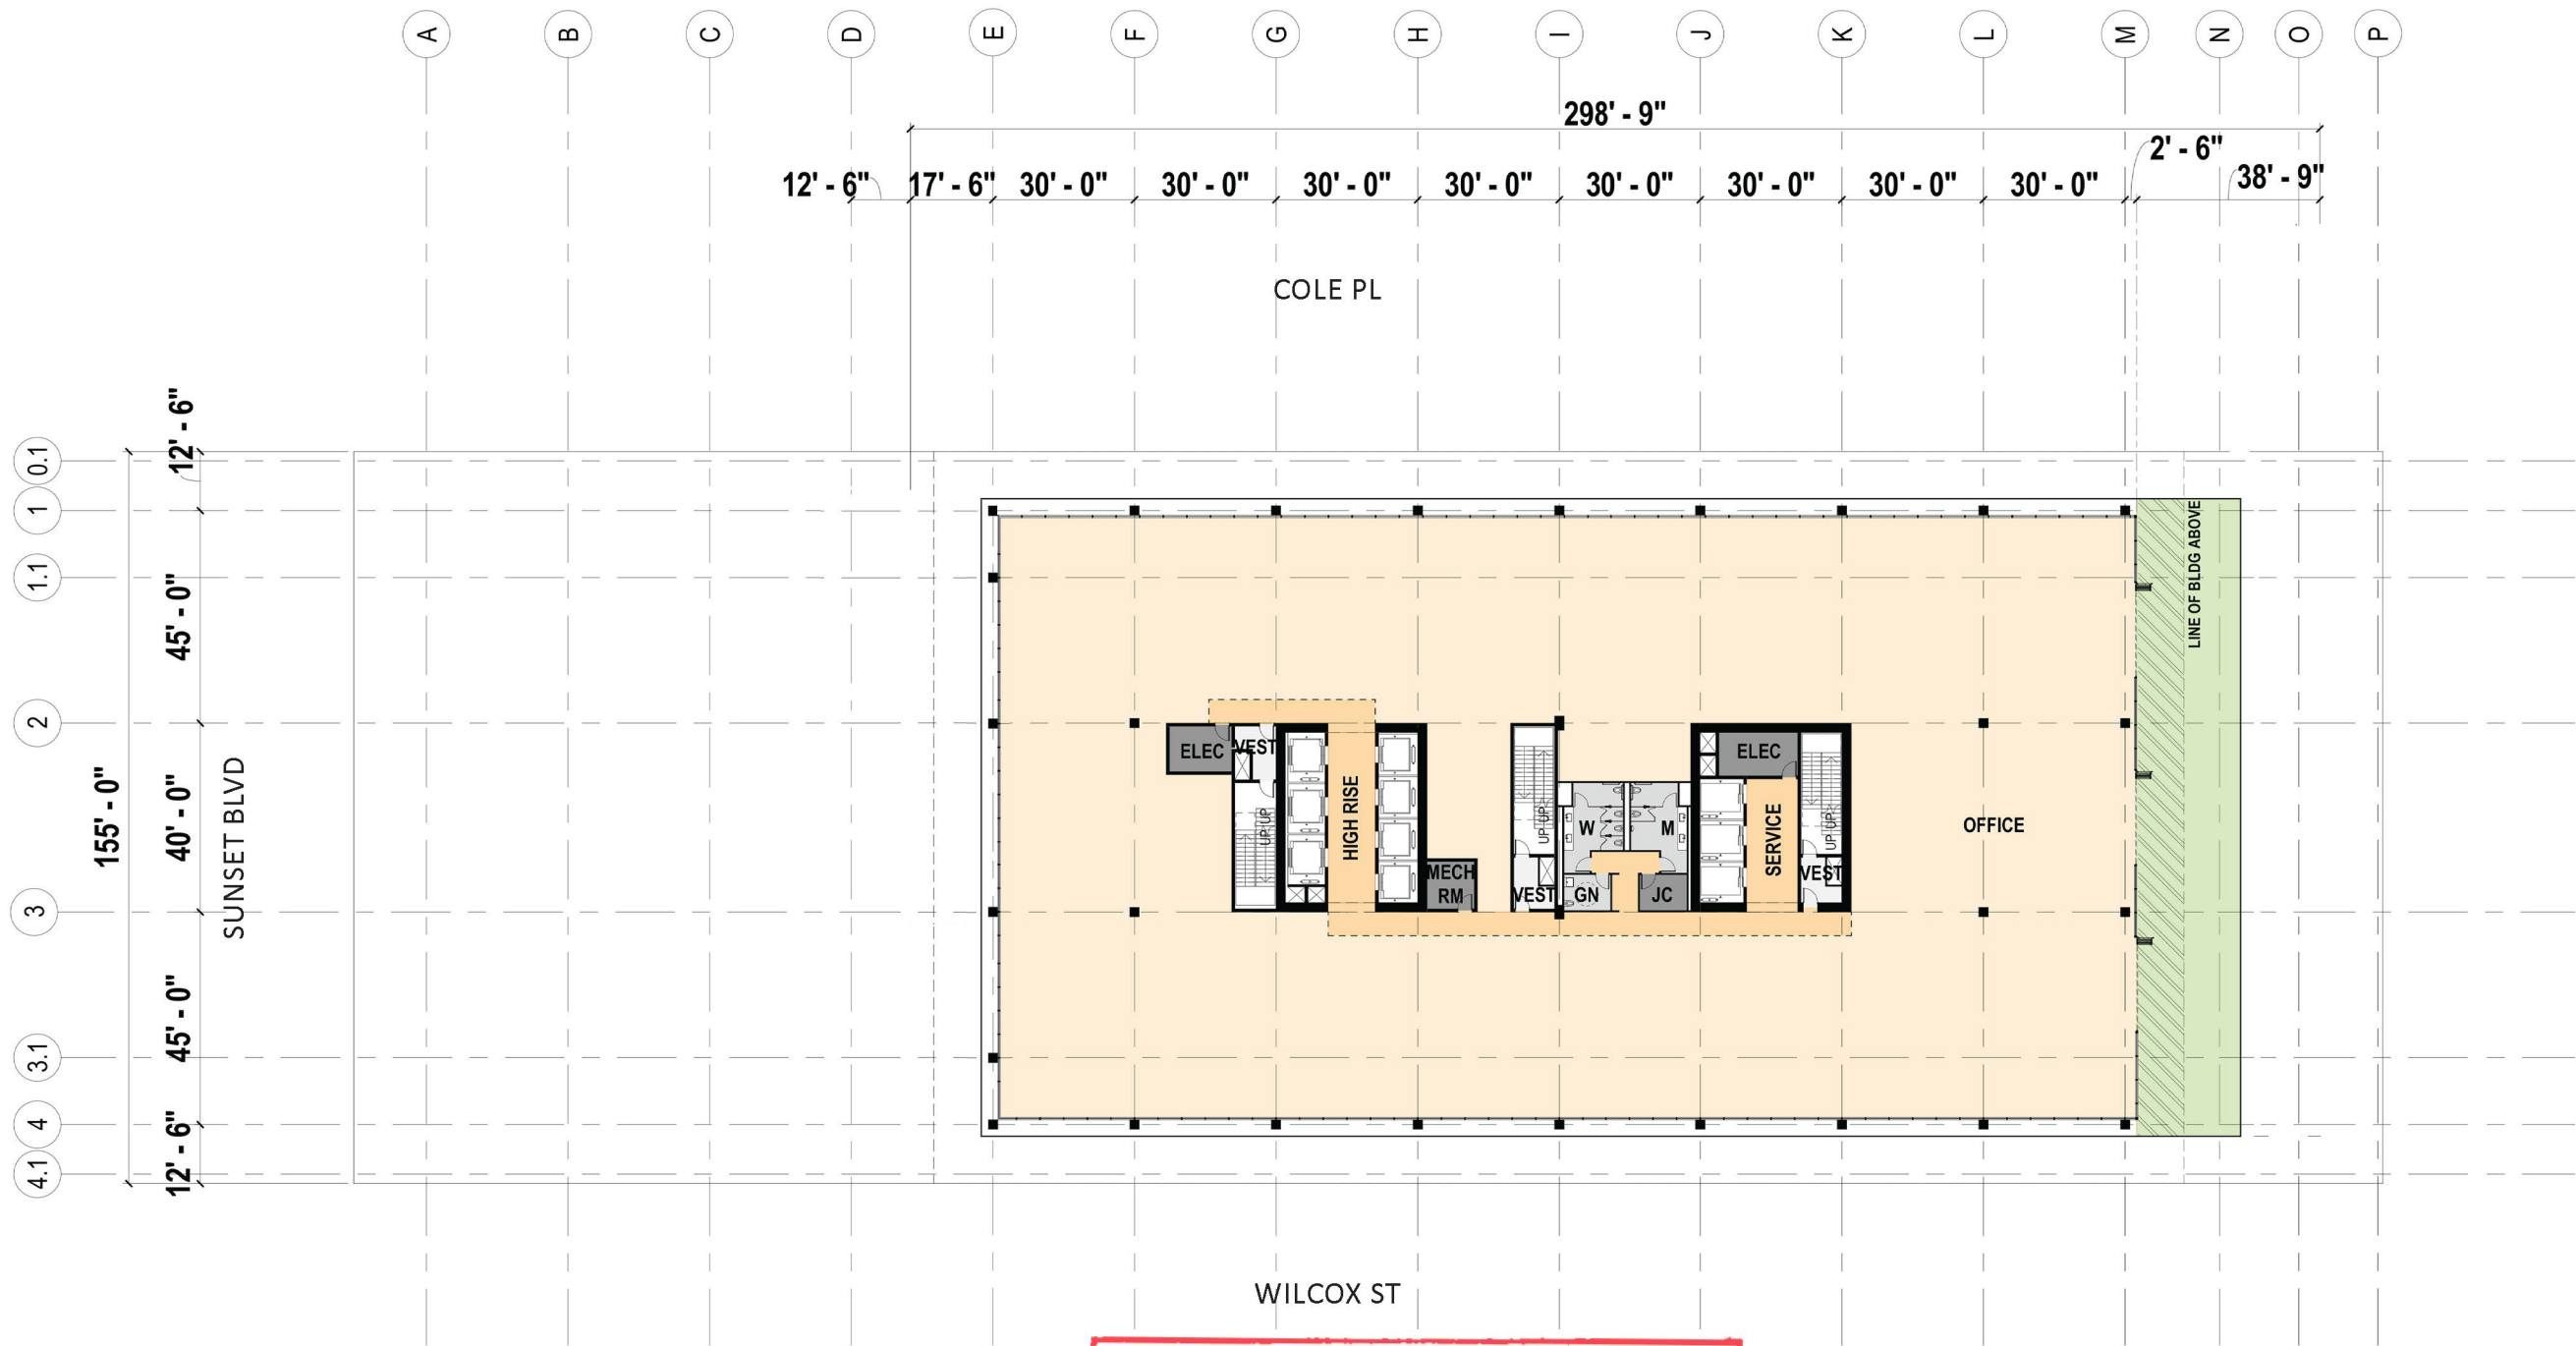 A B C D E F G H I J K L M N O P
298' - 9"
2' - 6"
12' - 6" 17' - 6" 30' - 0" 30' - 0" 30' - 0" 30' - 0" 30' - 0" 30' - 0" 30' - 0" 30' - 0" 38' - 9"
COLE PL
0.1
1
1.1
2
3
3.1
4
4.1
155' - 0"
12' - 6"
45' - 0"
40' - 0"
45' - 0"
12' - 6"
SUNSET BLVD
LINE OF BLDG ABOVE
ELEC
VEST
UP UP
HIGH RISE
MECH
RM
UP UP
VEST
W
M
GN
JC
ELEC
SERVICE
UP UP
VEST
OFFICE
WILCOX ST